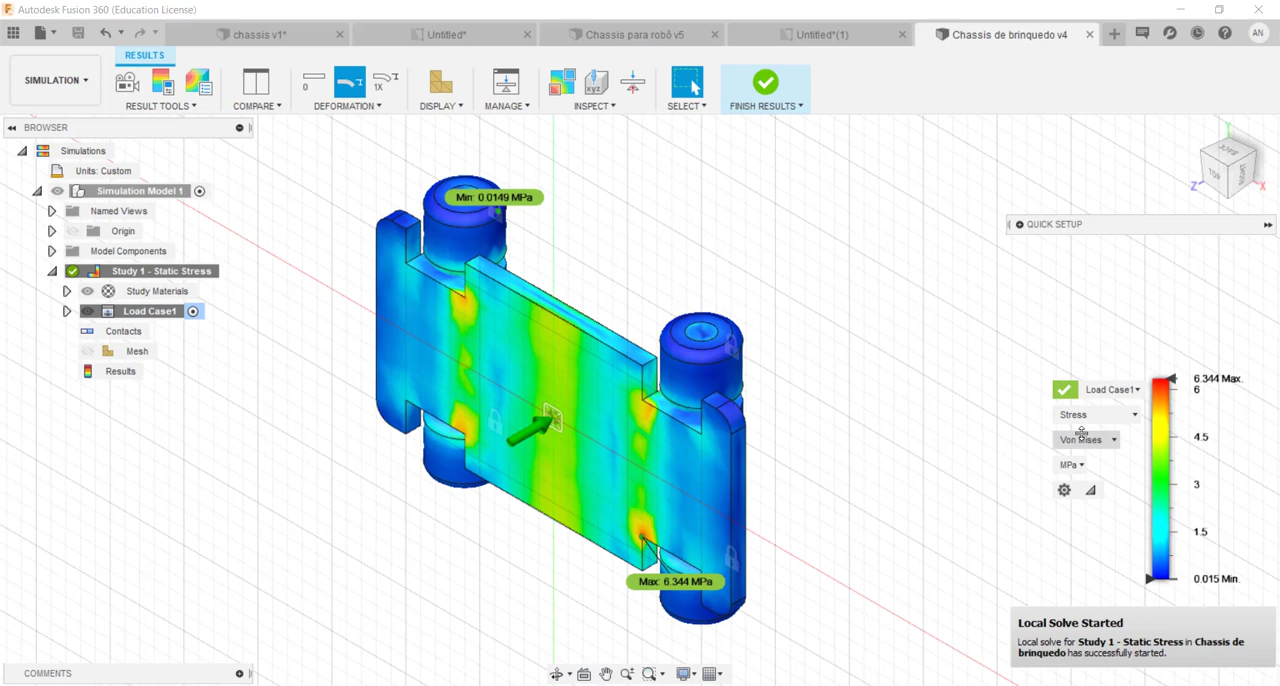 Autodesk Fusion 360 (Education License)
chassis v1*
Untitled*
Chassis para robô v5
Untitled*(1)
Chassis de brinquedo v4
AN
RESULTS
SIMULATION
RESULT TOOLS
COMPARE
DEFORMATION
DISPLAY
MANAGE
INSPECT
SELECT
FINISH RESULTS
0
1X
xyz
BROWSER
Simulations
Units: Custom
Simulation Model 1
Named Views
Origin
Model Components
Study 1 - Static Stress
Study Materials
Load Case1
Contacts
Mesh
Results
Min: 0.0149 MPa
Max: 6.344 MPa
Y
BACK
TOP
RIGHT
Z
X
QUICK SETUP
Load Case1
Stress
Von Mises
MPa
6.344 Max.
6
4.5
3
1.5
0.015 Min.
Local Solve Started
Local solve for Study 1 - Static Stress in Chassis de
brinquedo has successfully started.
COMMENTS